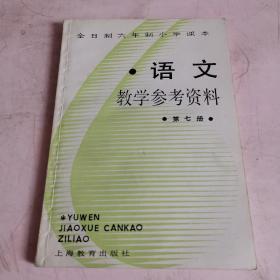 全日制六年制小学课本
·语文
教学参考资料
·第七册·
*YUWEN
JIAOXUE CANKAO
ZILIAO
上海教育出版社